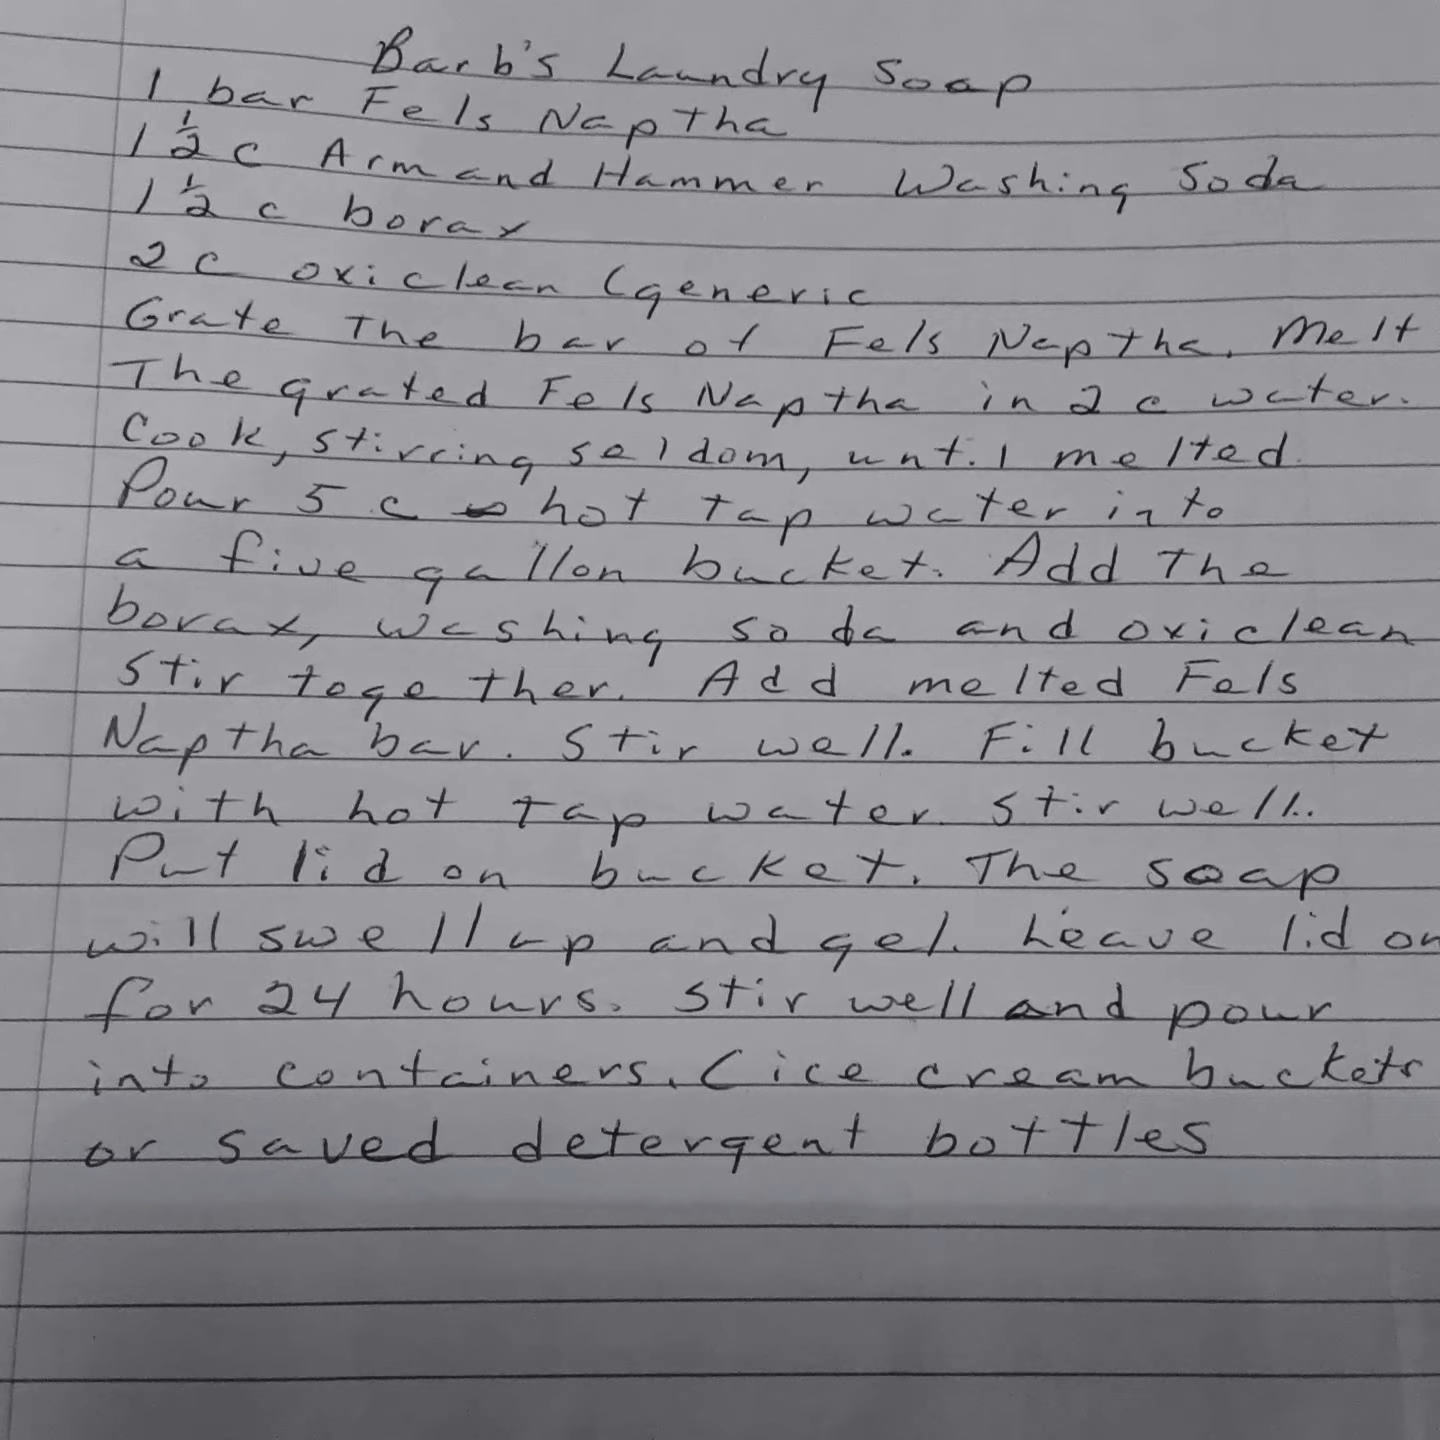 Barb's Laundry Soap
1 bar Fels Naptha
1 1/2 c Arm and Hammer Washing Soda
1 1/2 c borax
2 c oxiclean (generic
Grate The bar of Fels Naptha. Melt
The grated Fels Naptha in 2 c water.
Cook, stirring seldom, until melted
Pour 5 c hot tap water into
a five gallon bucket. Add The
borax, washing soda and oxiclean
Stir together. Add melted Fels
Naptha bar. Stir well. Fill bucket
with hot tap water. Stir well.
Put lid on bucket. The soap
will swell up and gel. Leave lid on
for 24 hours. Stir well and pour
into containers. (ice cream buckets
or saved detergent bottles